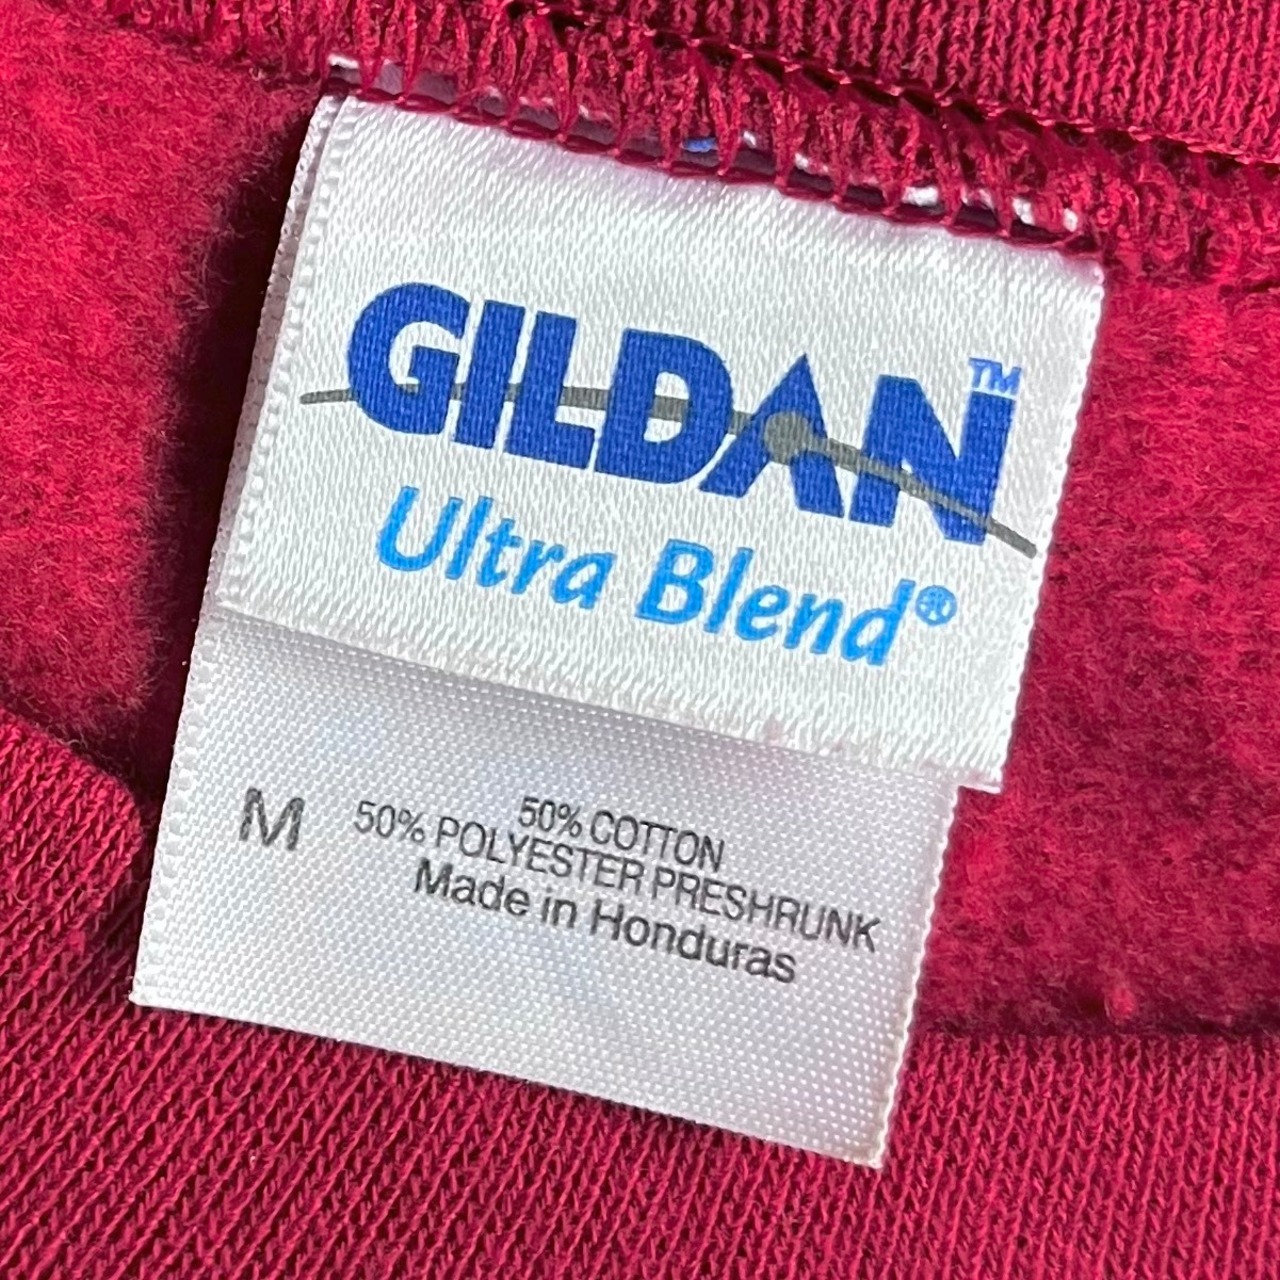 GILDAN™
Ultra Blend®
M
50% COTTON
50% POLYESTER PRESHRUNK
Made in Honduras